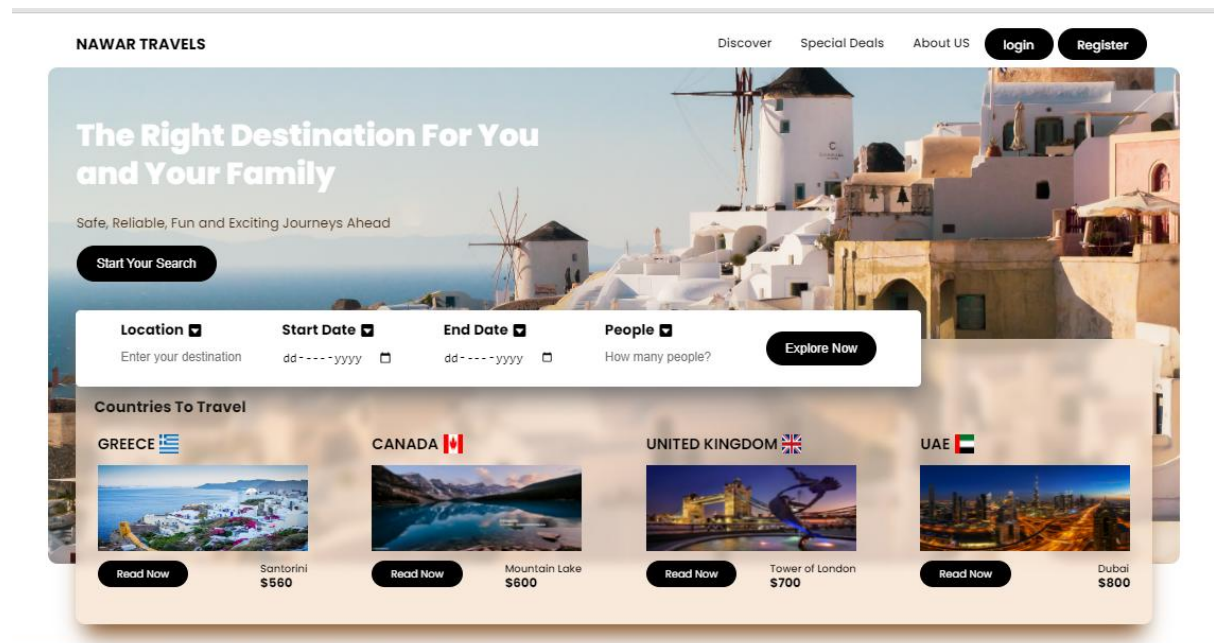 NAWAR TRAVELS
Discover Special Deals About US login Register
The Right Destination For You
and Your Family
Safe, Reliable, Fun and Exciting Journeys Ahead
Start Your Search
Location Start Date End Date People
Enter your destination dd-----yyyy dd-----yyyy How many people? Explore Now
Countries To Travel
GREECE CANADA UNITED KINGDOM UAE
Read Now Santorini $560 Read Now Mountain Lake $600 Read Now Tower of London $700 Read Now Dubai $800